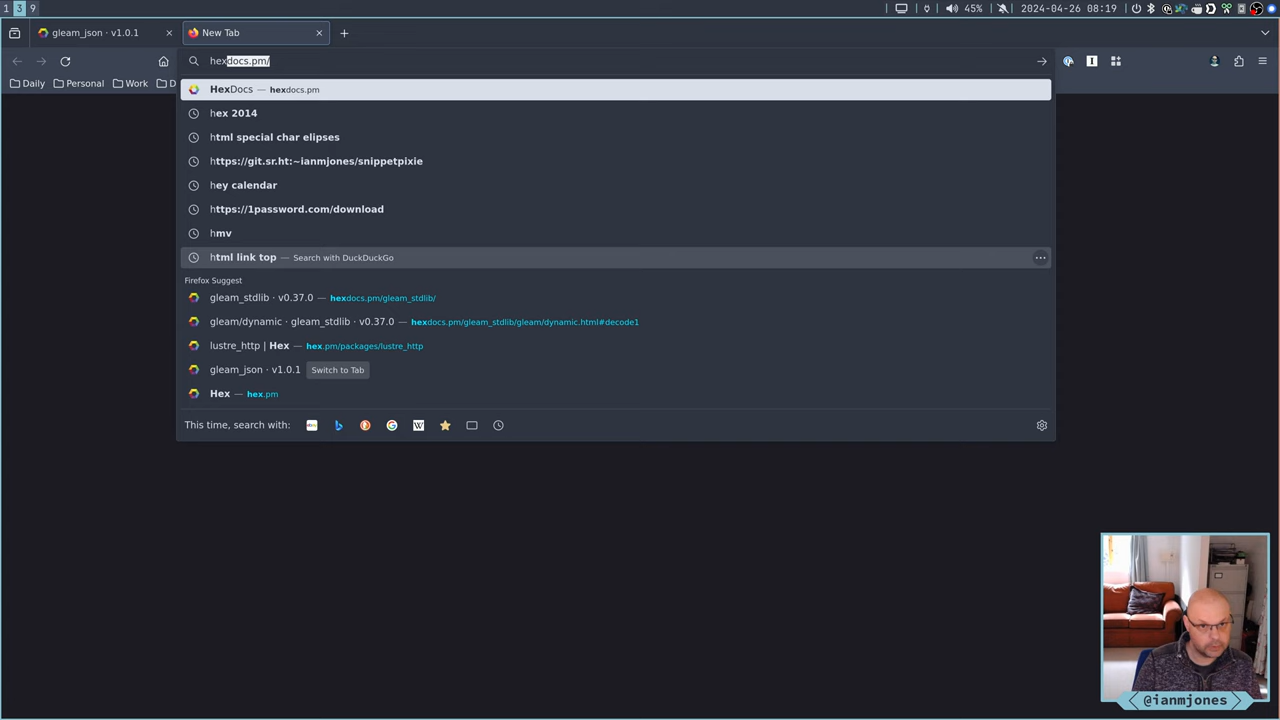 1 3 9
45%
2024-04-26 08:19
gleam_json · v1.0.1
New Tab
hexdocs.pm/
Daily
Personal
Work
D
HexDocs — hexdocs.pm
hex 2014
html special char elipses
https://git.sr.ht:~ianmjones/snippetpixie
hey calendar
https://1password.com/download
hmv
html link top — Search with DuckDuckGo
Firefox Suggest
gleam_stdlib · v0.37.0 — hexdocs.pm/gleam_stdlib/
gleam/dynamic · gleam_stdlib · v0.37.0 — hexdocs.pm/gleam_stdlib/gleam/dynamic.html#decode1
lustre_http | Hex — hex.pm/packages/lustre_http
gleam_json · v1.0.1 Switch to Tab
Hex — hex.pm
This time, search with:
@ianmjones